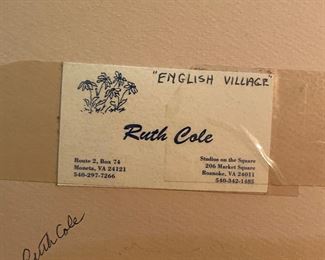 "ENGLISH VILLAGE"
Ruth Cole
Route 2, Box 74
Moneta, VA 24121
540-297-7266
Studios on the Square
206 Market Square
Roanoke, VA 24011
540-342-1485
Ruth Cole